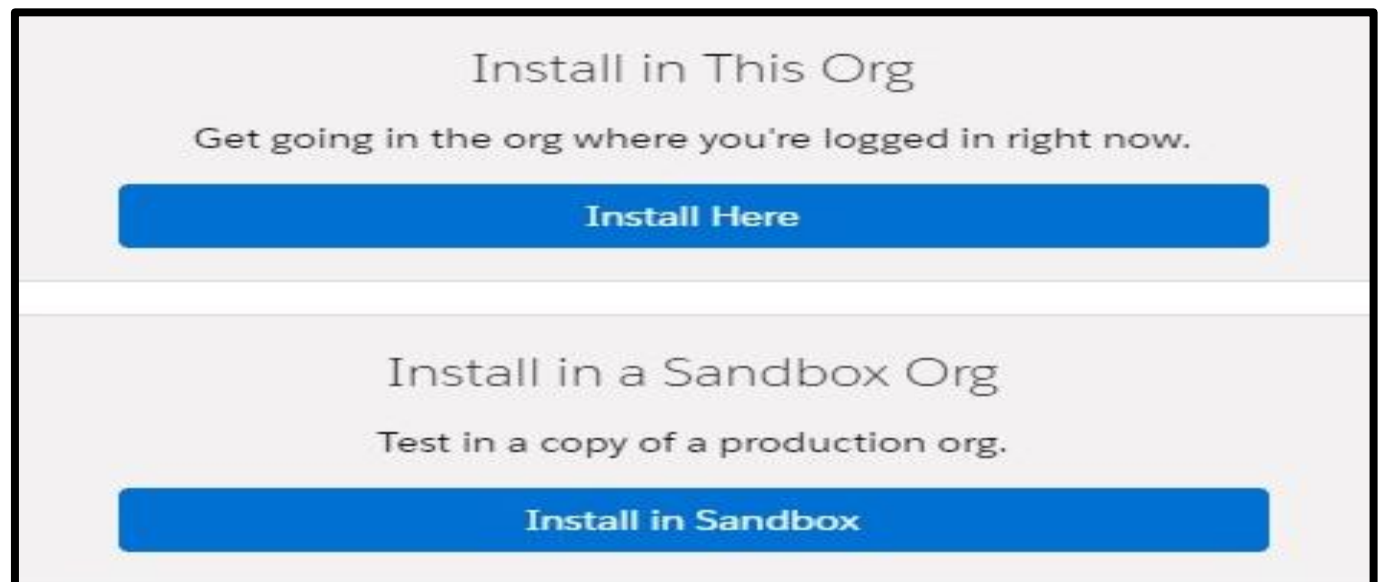 Install in This Org
Get going in the org where you're logged in right now.
Install Here
Install in a Sandbox Org
Test in a copy of a production org.
Install in Sandbox